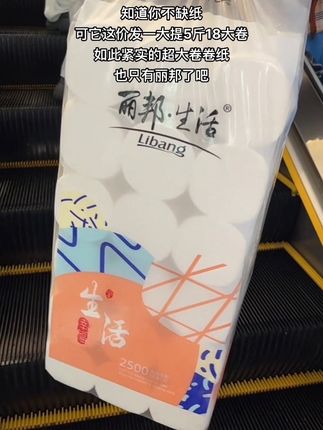 知道你不缺纸
可它这价发一大提5斤18大卷
如此紧实的超大卷卷纸
也只有丽邦了吧
丽邦·生活®
Libang
生活
2500